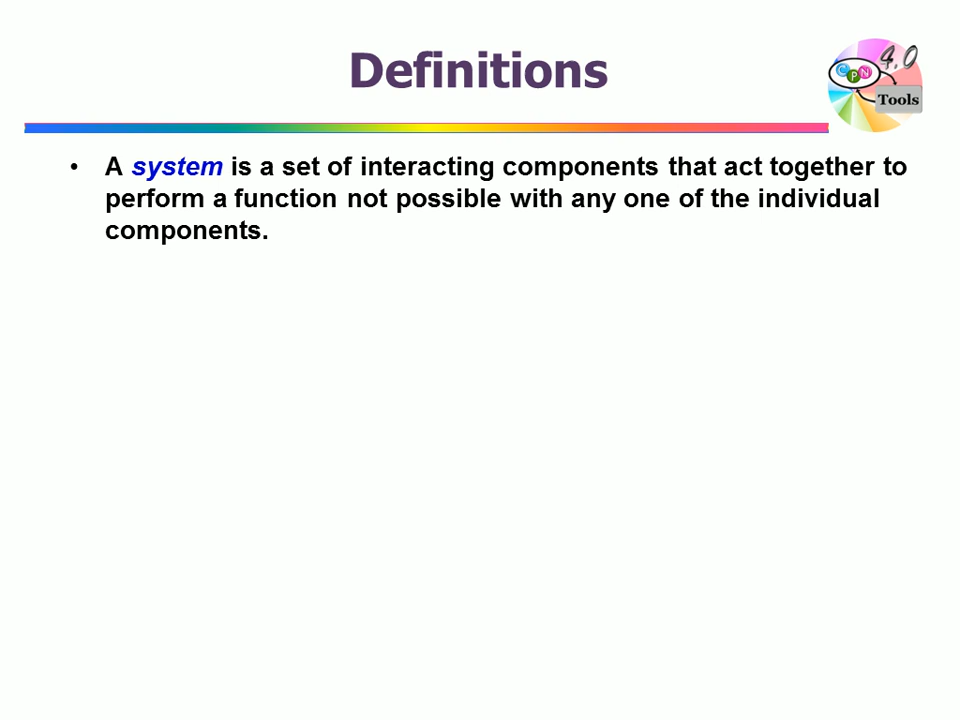 Definitions
4.0
C P N
Tools
• A system is a set of interacting components that act together to
perform a function not possible with any one of the individual
components.